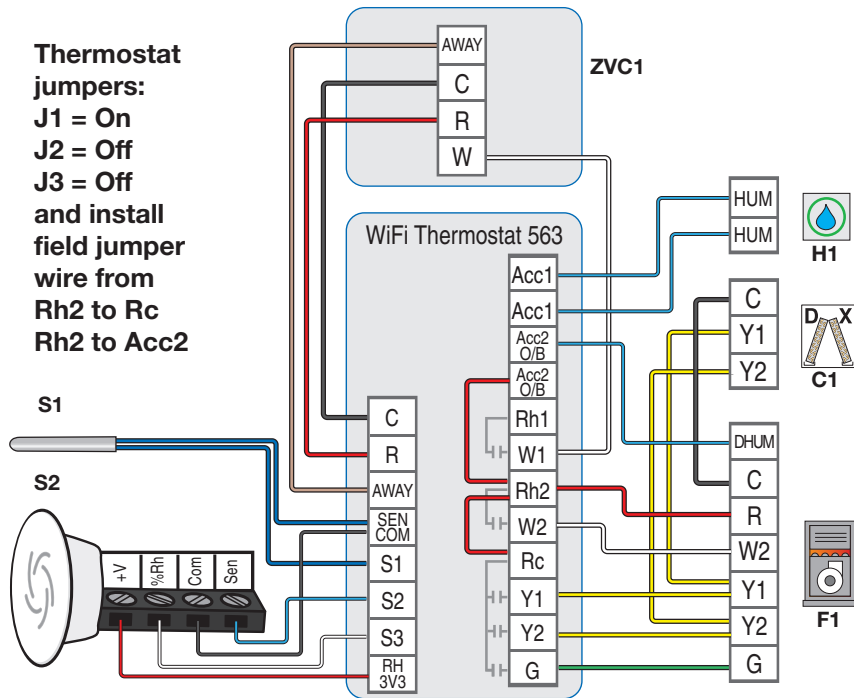 Thermostat
jumpers:
J1 = On
J2 = Off
J3 = Off
and install
field jumper
wire from
Rh2 to Rc
Rh2 to Acc2
AWAY
C
R
W
ZVC1
WiFi Thermostat 563
Acc1
Acc1
Acc2
O/B
Acc2
O/B
Rh1
W1
Rh2
W2
Rc
Y1
Y2
G
C
R
AWAY
SEN
COM
S1
S2
S3
RH
3V3
S1
S2
+V
%Rh
Com
Sen
HUM
HUM
H1
C
Y1
Y2
D X
C1
DHUM
C
R
W2
Y1
Y2
G
F1